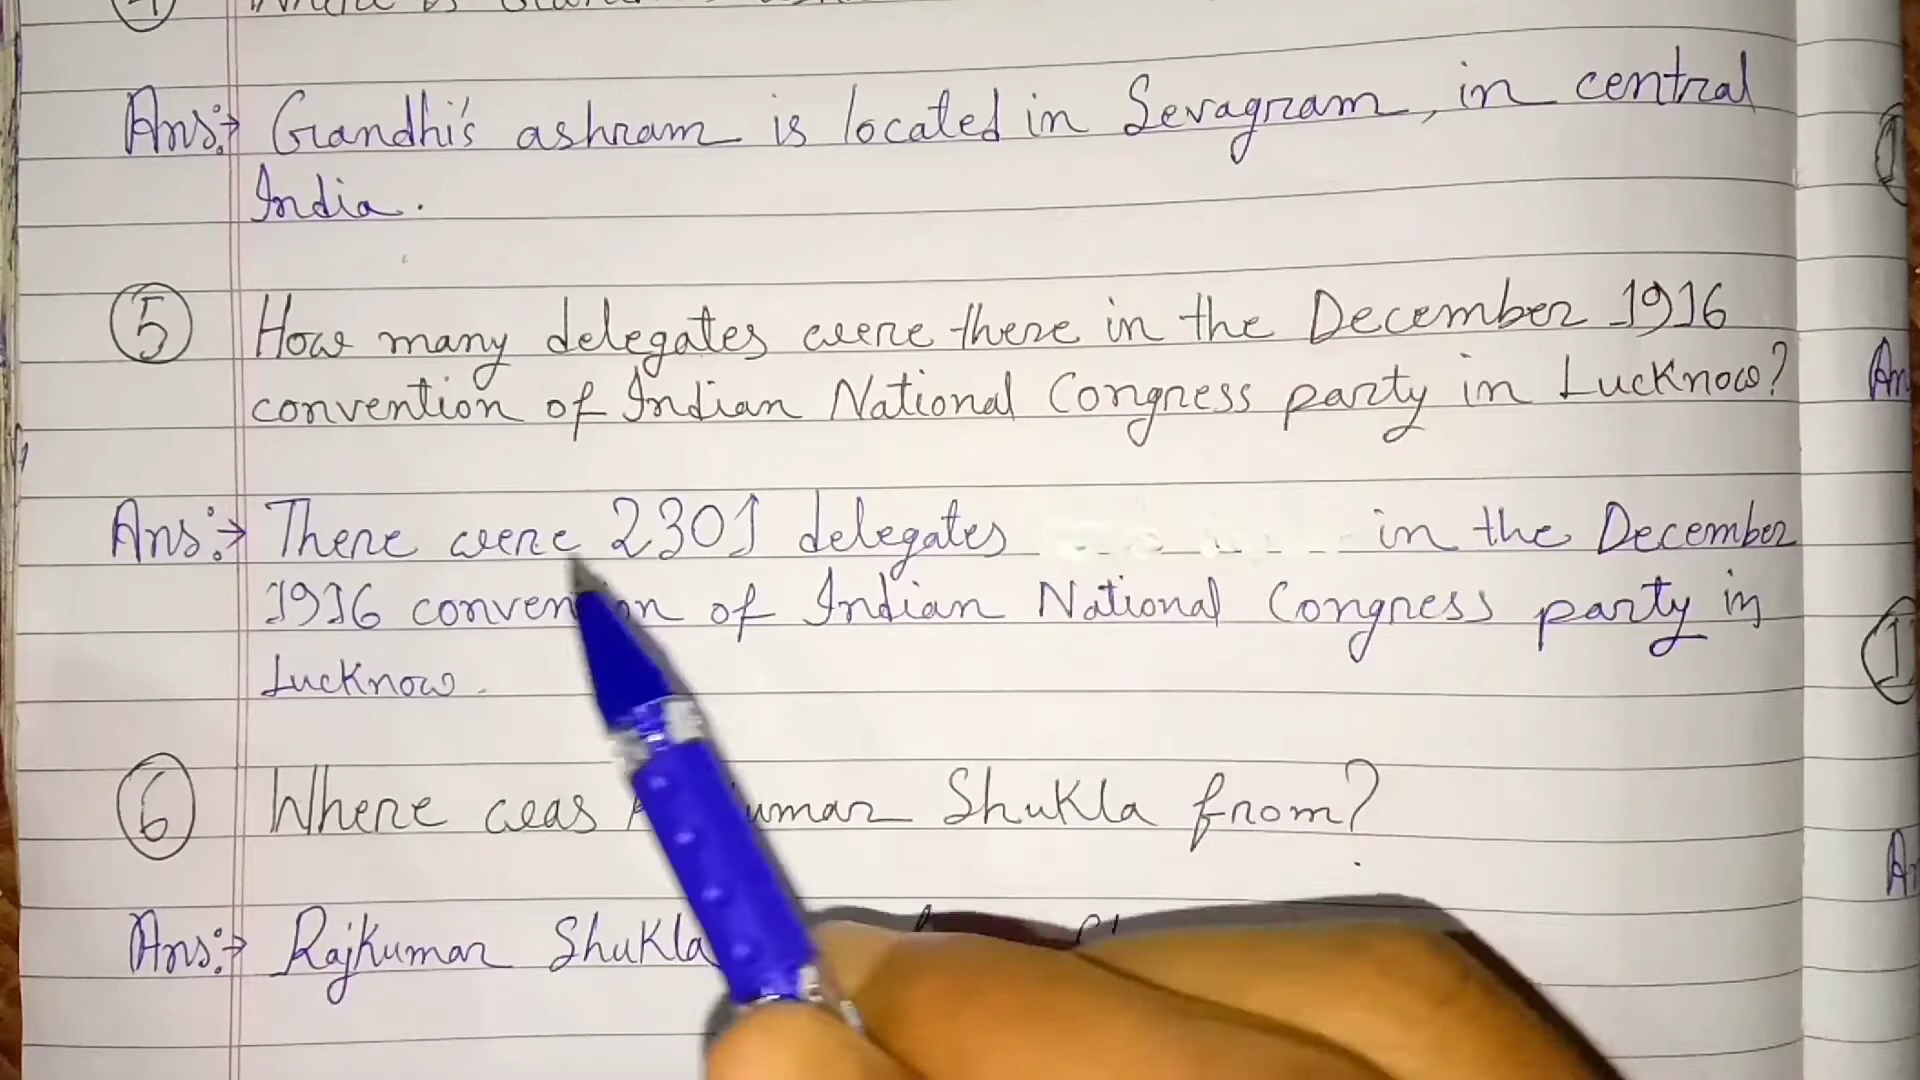 Ans:→ Gandhi's ashram is located in Sevagram, in central
India.
5 How many delegates were there in the December 1916
convention of Indian National Congress party in Lucknow?
Ans:→ There were 2301 delegates in the December
1916 convention of Indian National Congress party in
Lucknow.
6 Where was Shukla from?
Ans:→ Rajkumar Shukla